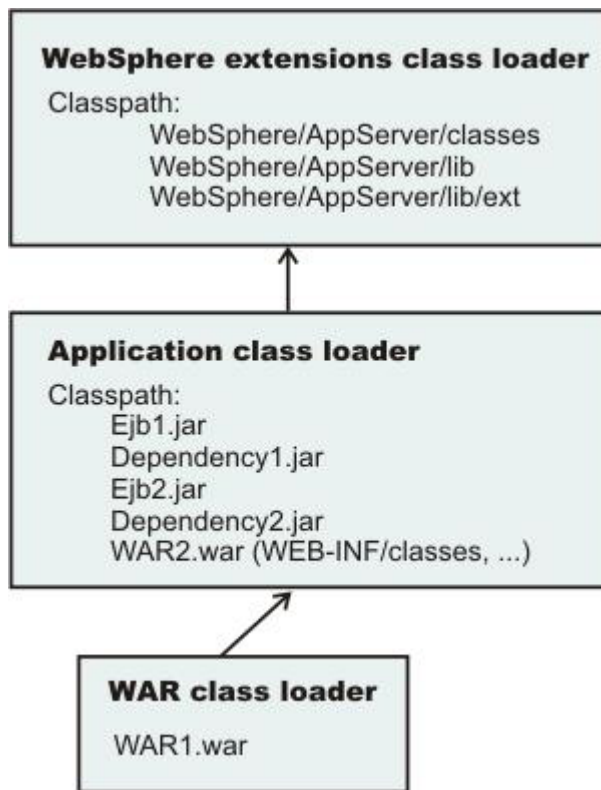 WebSphere extensions class loader
Classpath:
WebSphere/AppServer/classes
WebSphere/AppServer/lib
WebSphere/AppServer/lib/ext
Application class loader
Classpath:
Ejb1.jar
Dependency1.jar
Ejb2.jar
Dependency2.jar
WAR2.war (WEB-INF/classes, ...)
WAR class loader
WAR1.war